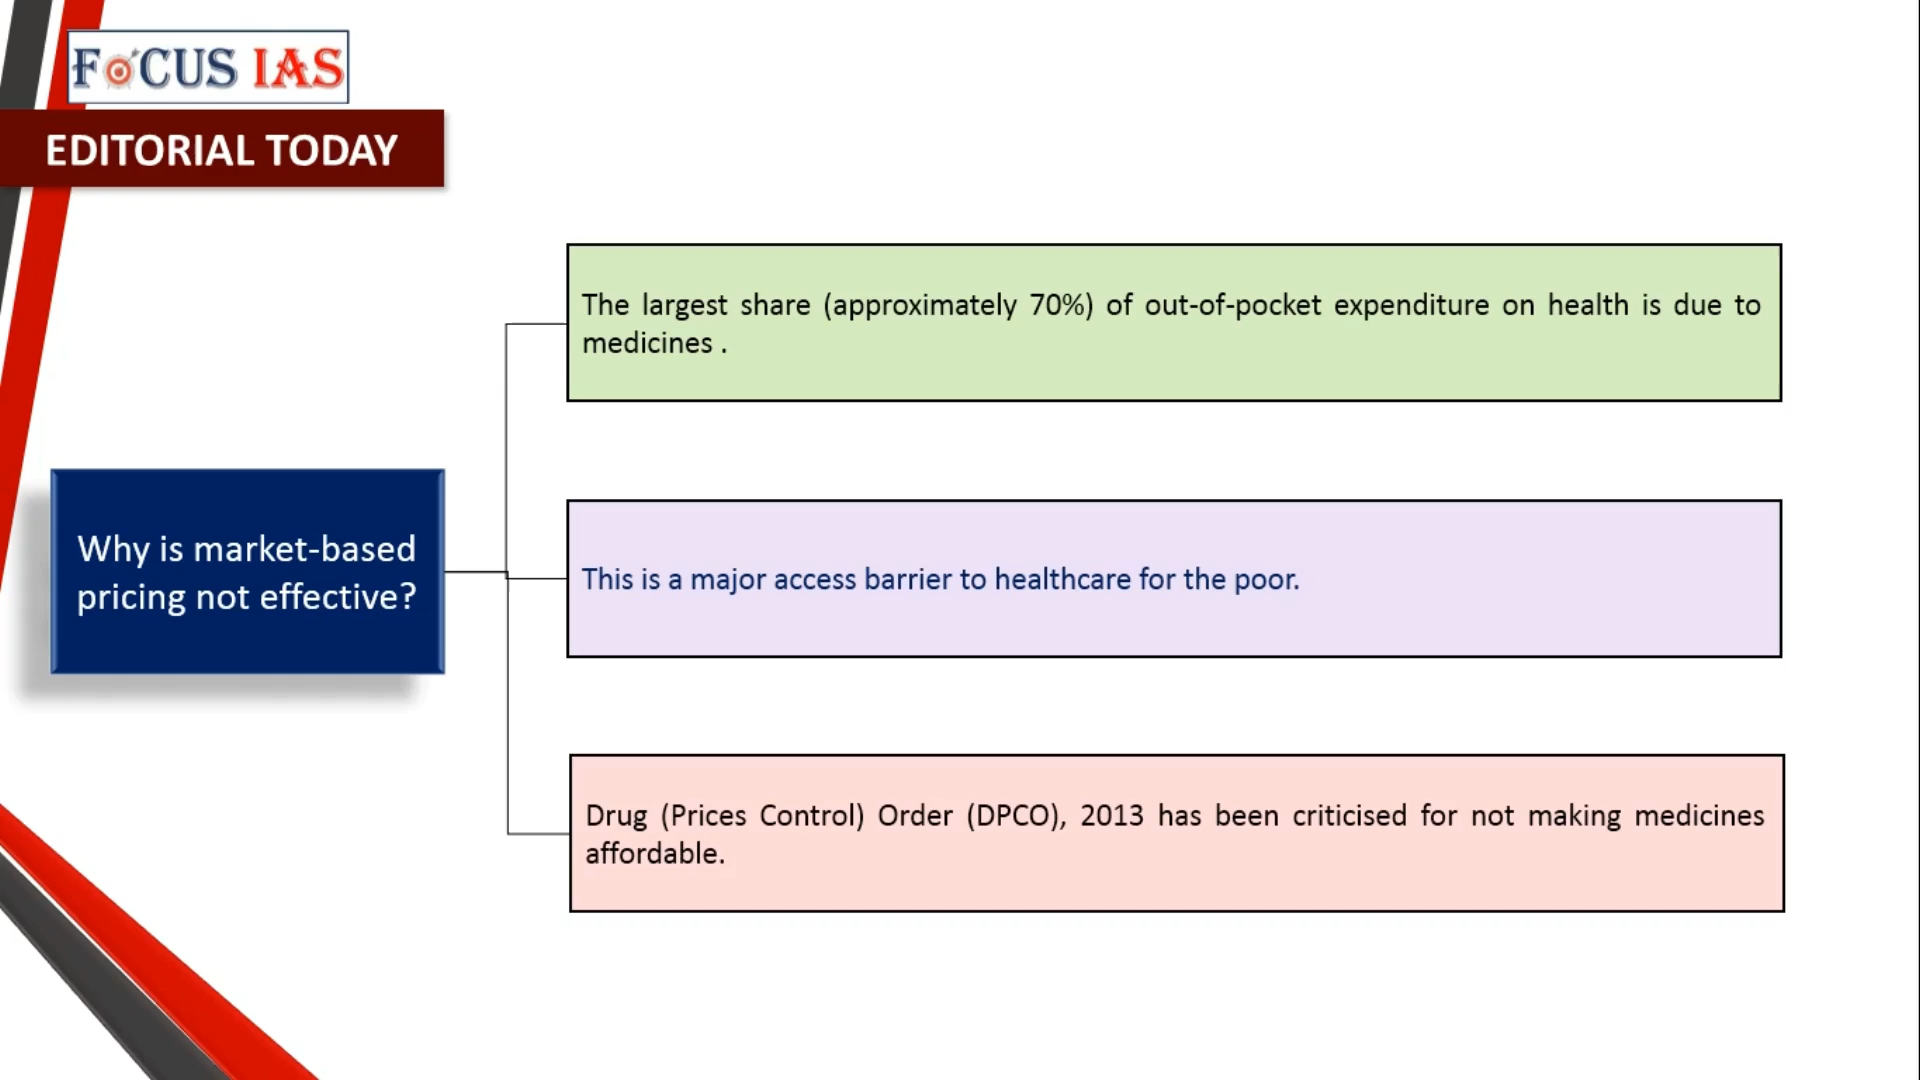 FOCUS IAS
EDITORIAL TODAY
The largest share (approximately 70%) of out-of-pocket expenditure on health is due to
medicines .
Why is market-based
pricing not effective?
This is a major access barrier to healthcare for the poor.
Drug (Prices Control) Order (DPCO), 2013 has been criticised for not making medicines
affordable.